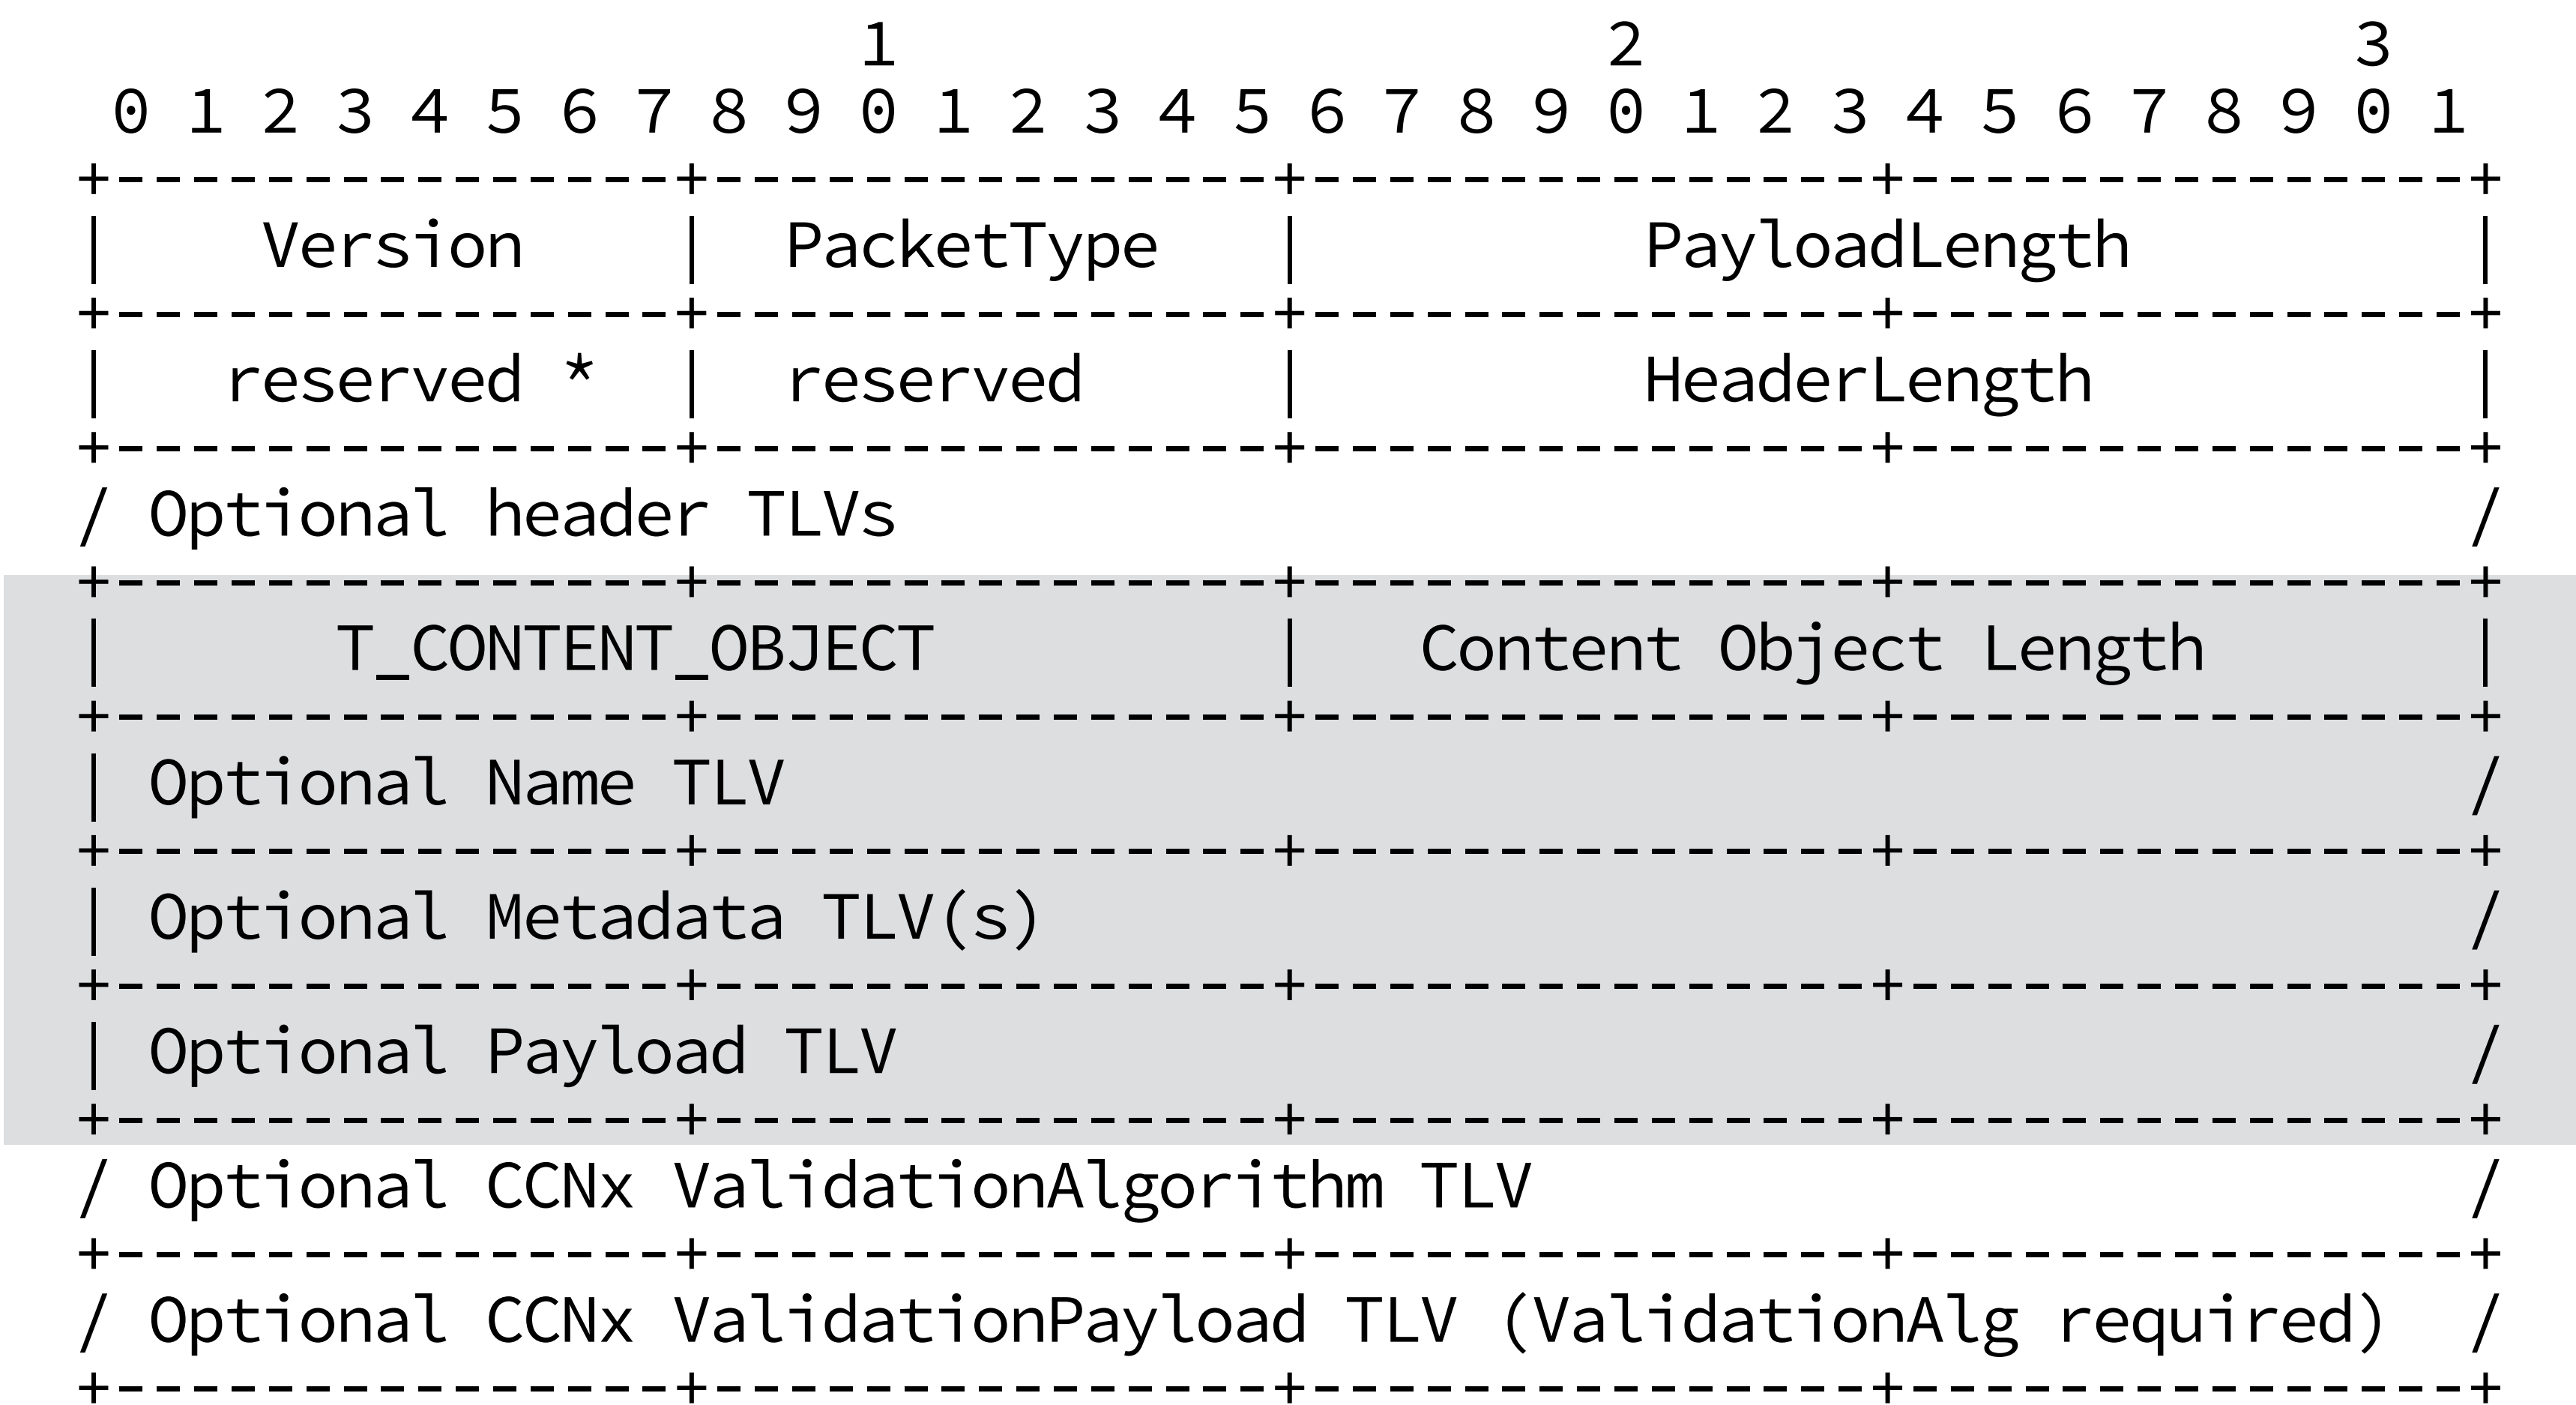 1                   2                   3
 0 1 2 3 4 5 6 7 8 9 0 1 2 3 4 5 6 7 8 9 0 1 2 3 4 5 6 7 8 9 0 1
+---------------+---------------+---------------+---------------+
|    Version    |  PacketType   |         PayloadLength         |
+---------------+---------------+---------------+---------------+
|   reserved *  |  reserved     |         HeaderLength          |
+---------------+---------------+---------------+---------------+
/ Optional header TLVs                                          /
+---------------+---------------+---------------+---------------+
|      T_CONTENT_OBJECT         |   Content Object Length       |
+---------------+---------------+---------------+---------------+
| Optional Name TLV                                             /
+---------------+---------------+---------------+---------------+
| Optional Metadata TLV(s)                                      /
+---------------+---------------+---------------+---------------+
| Optional Payload TLV                                          /
+---------------+---------------+---------------+---------------+
/ Optional CCNx ValidationAlgorithm TLV                         /
+---------------+---------------+---------------+---------------+
/ Optional CCNx ValidationPayload TLV (ValidationAlg required)  /
+---------------+---------------+---------------+---------------+